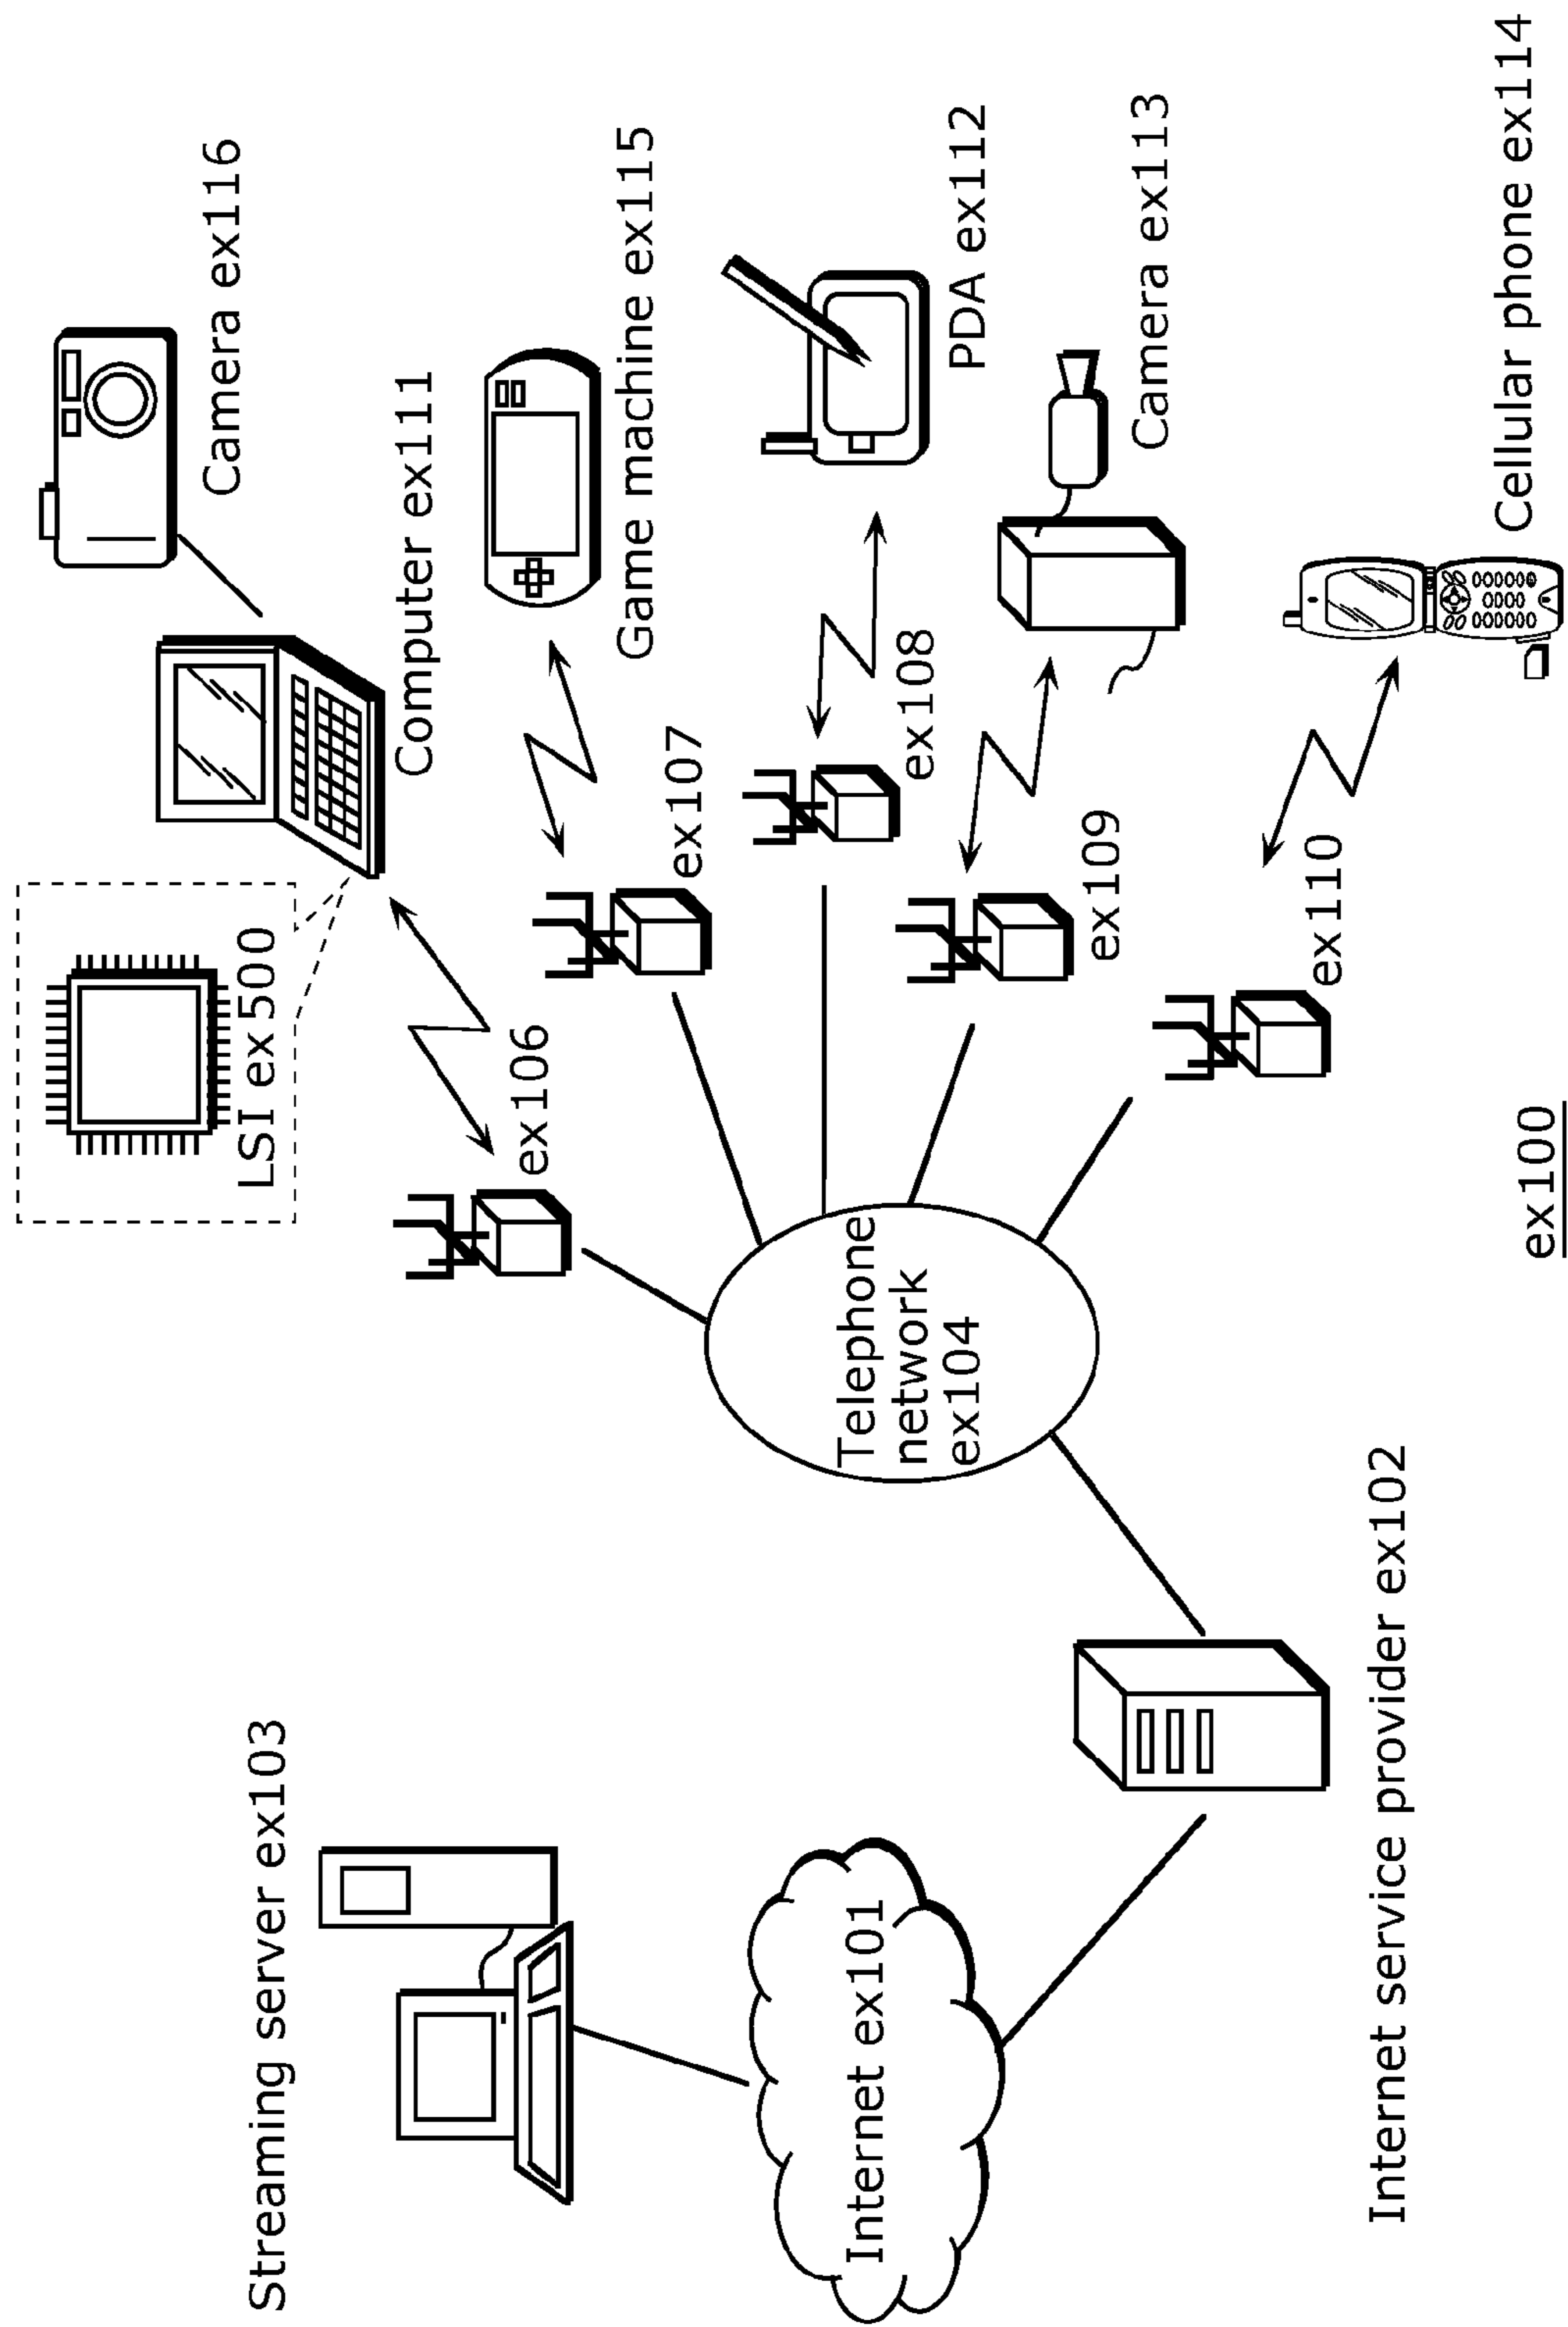 Streaming server ex103
LSI ex500
Camera ex116
Computer ex111
ex106
Game machine ex115
ex107
Internet ex101
Telephone
network
ex104
ex108
PDA ex112
ex109
Camera ex113
ex110
Internet service provider ex102
Cellular phone ex114
ex100